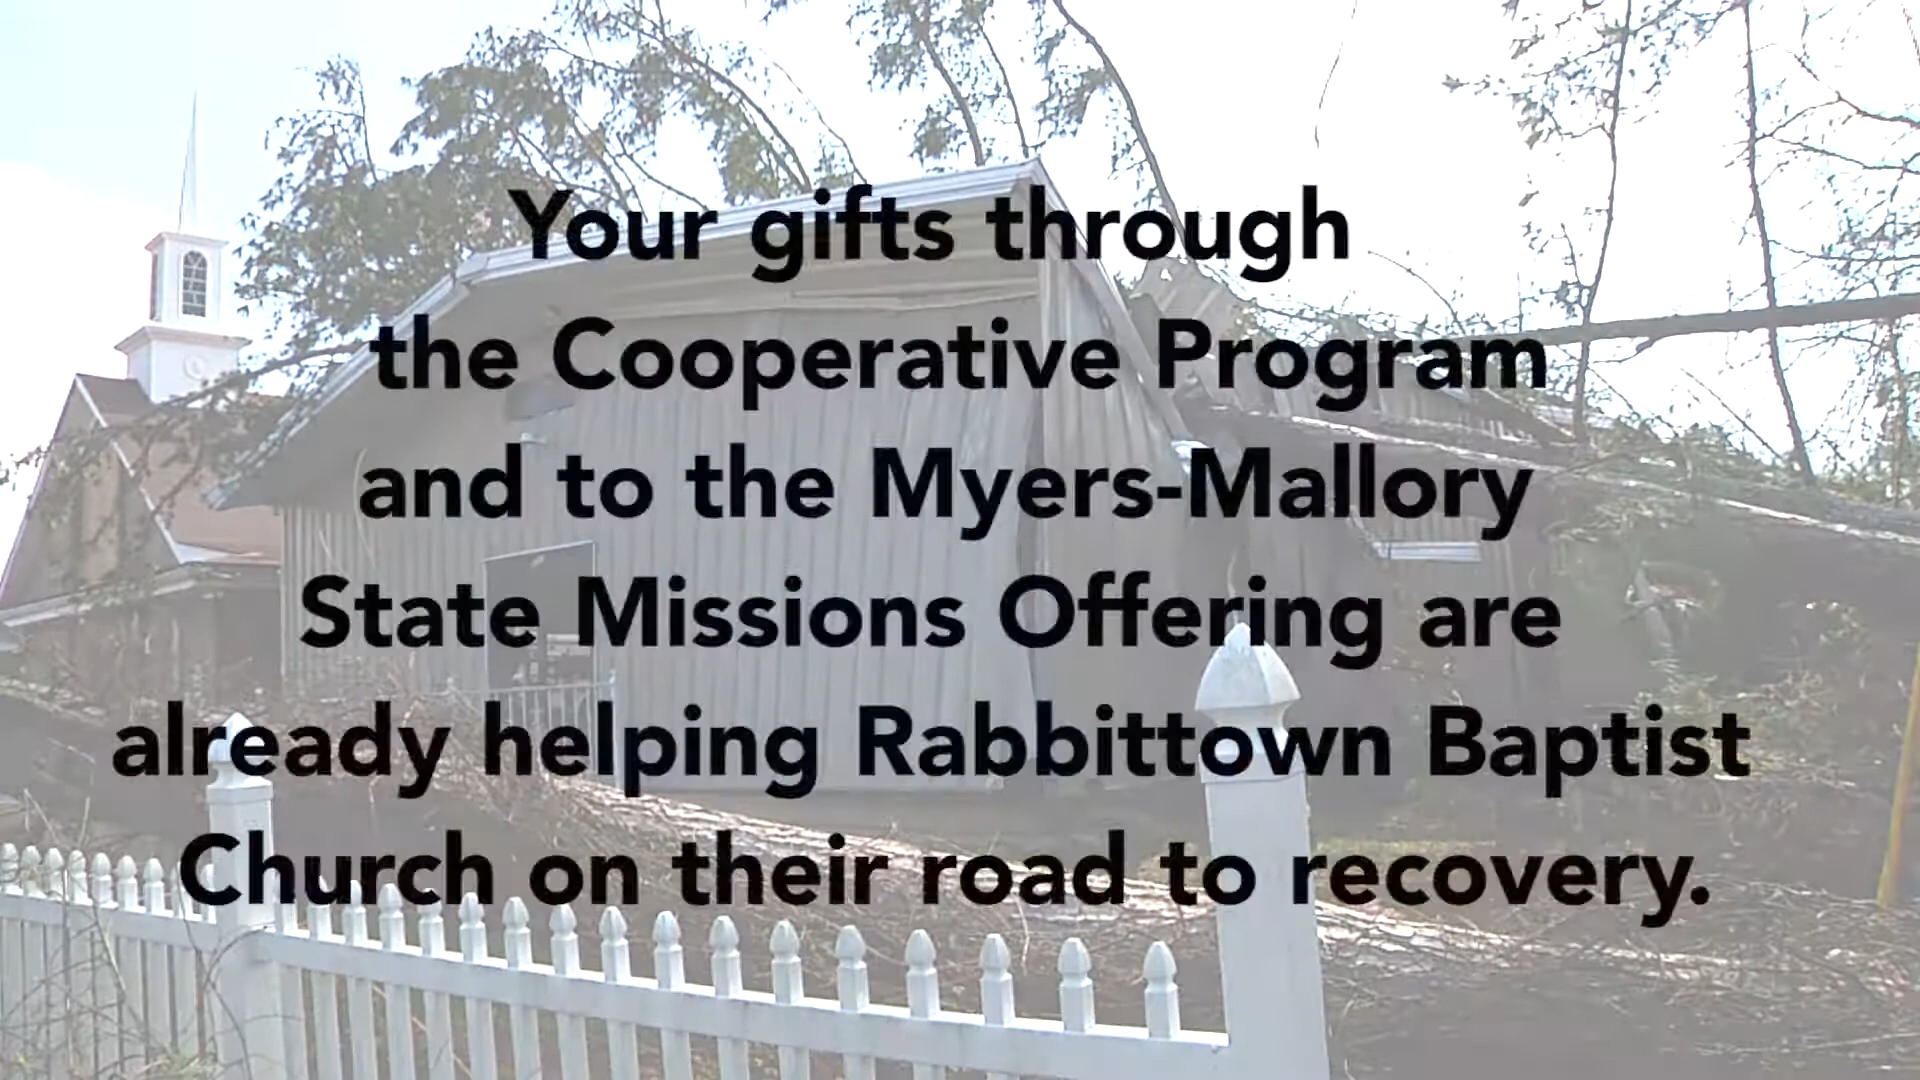 Your gifts through
the Cooperative Program
and to the Myers-Mallory
State Missions Offering are
already helping Rabbittown Baptist
Church on their road to recovery.